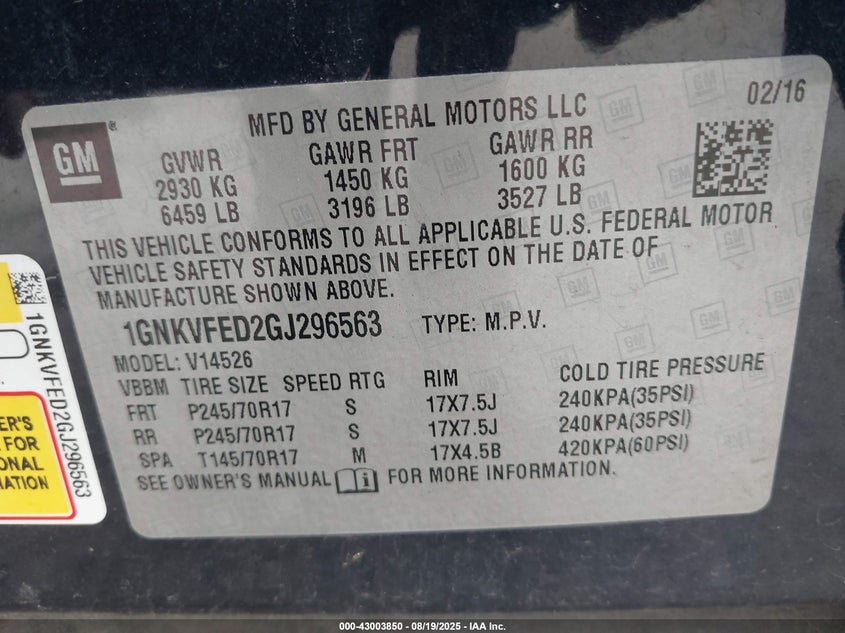 02/16
MFD BY GENERAL MOTORS LLC
GM
GVWR GAWR FRT GAWR RR
2930 KG 1450 KG 1600 KG
6459 LB 3196 LB 3527 LB
THIS VEHICLE CONFORMS TO ALL APPLICABLE U.S. FEDERAL MOTOR
VEHICLE SAFETY STANDARDS IN EFFECT ON THE DATE OF
MANUFACTURE SHOWN ABOVE.
1GNKVFED2GJ296563 TYPE: M.P.V.
MODEL: V14526
VBBM TIRE SIZE SPEED RTG RIM COLD TIRE PRESSURE
FRT P245/70R17 S 17X7.5J 240KPA(35PSI)
RR P245/70R17 S 17X7.5J 240KPA(35PSI)
SPA T145/70R17 M 17X4.5B 420KPA(60PSI)
SEE OWNER'S MANUAL FOR MORE INFORMATION.
1GNKVFED2GJ296563
FOR
000-43003850 - 08/19/2025 - IAA Inc.